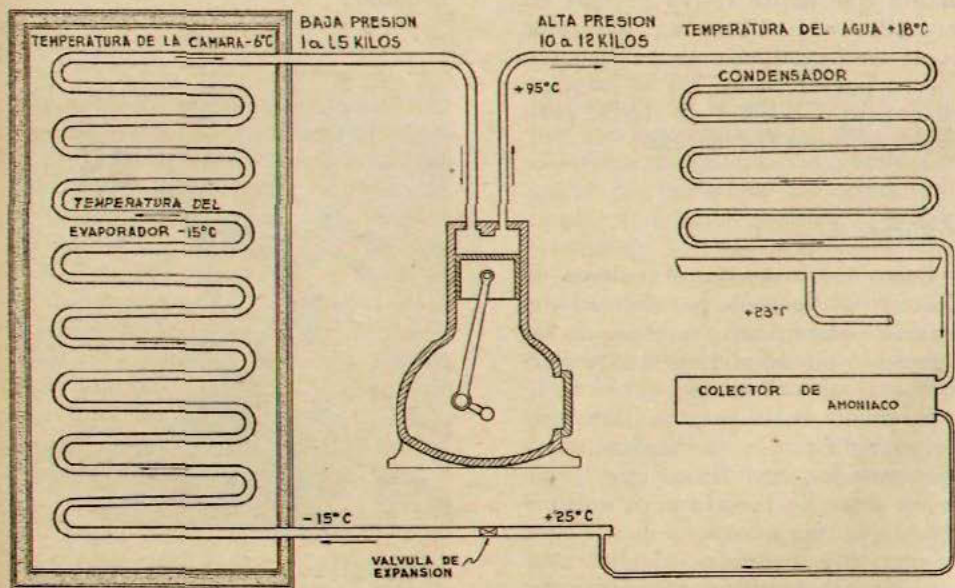 TEMPERATURA DE LA CAMARA -6°C
BAJA PRESION
1 a 1.5 KILOS
ALTA PRESION
10 a 12 KILOS
TEMPERATURA DEL AGUA +18°C
+95°C
CONDENSADOR
TEMPERATURA DEL
EVAPORADOR -15°C
+23°C
COLECTOR DE
AMONIACO
-15°C
+25°C
VALVULA DE
EXPANSION